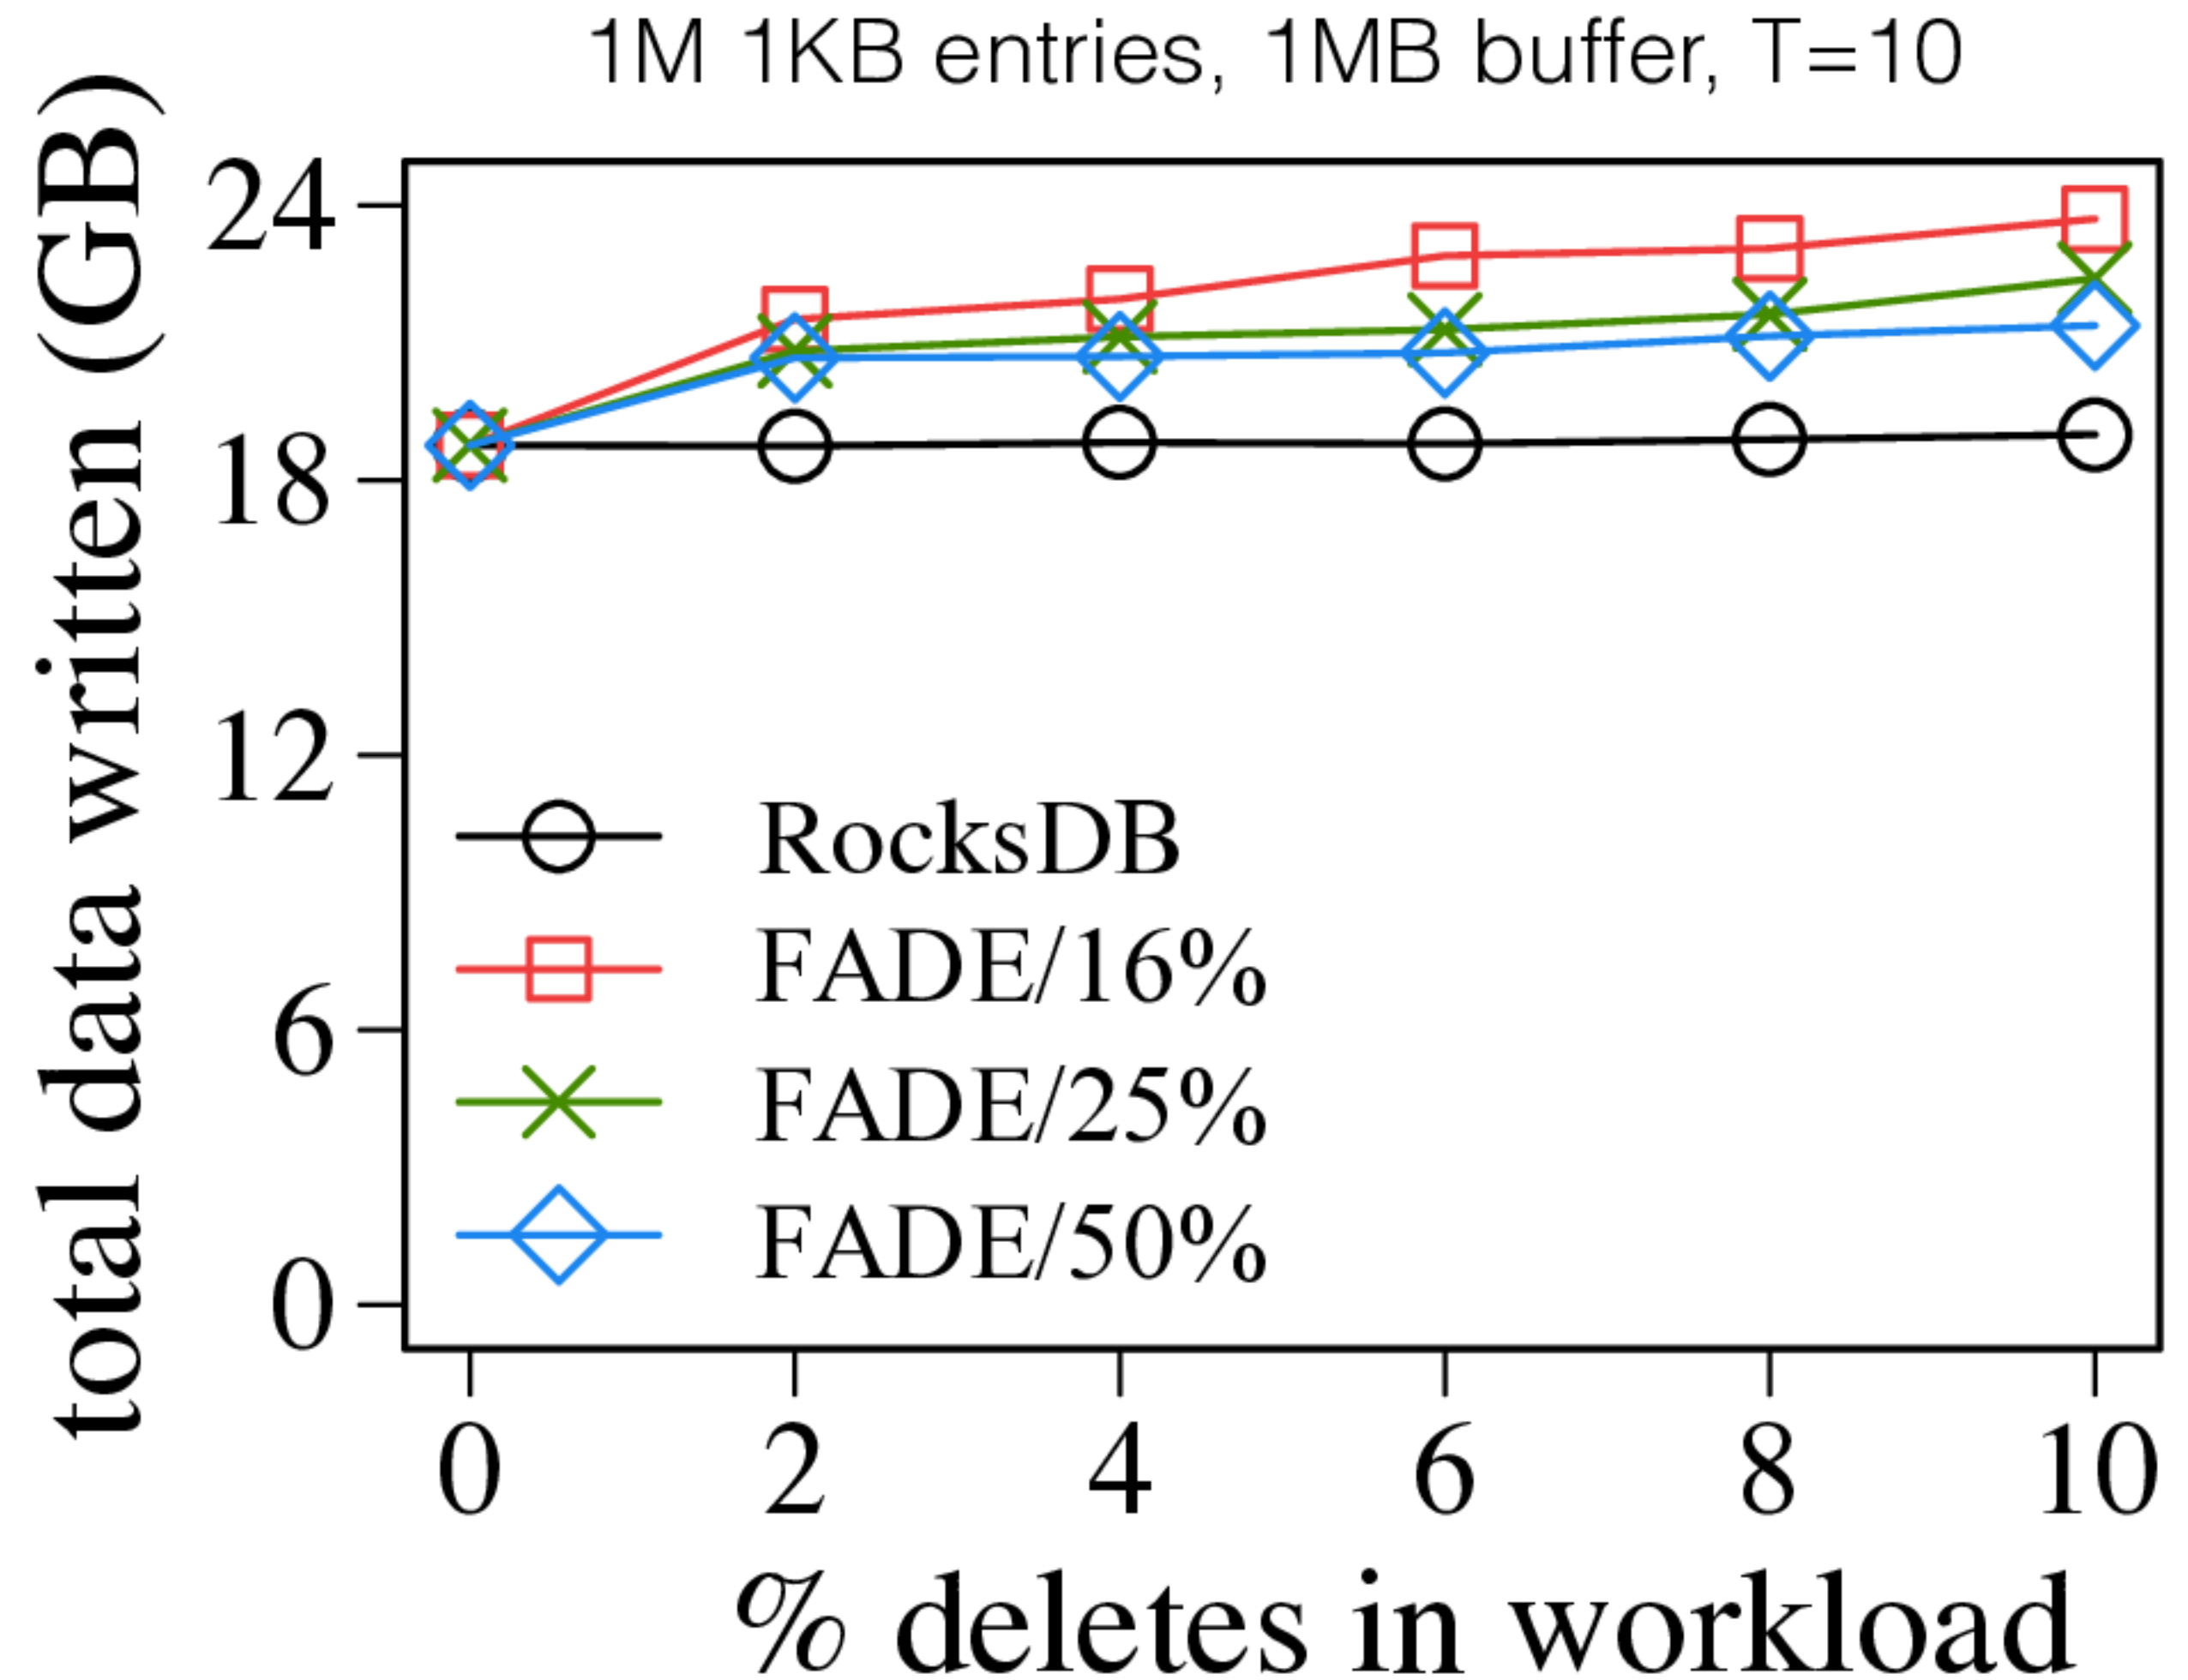 1M 1KB entries, 1MB buffer, T=10
total data written (GB)
24
18
12
6
0
RocksDB
FADE/16%
FADE/25%
FADE/50%
0 2 4 6 8 10
% deletes in workload